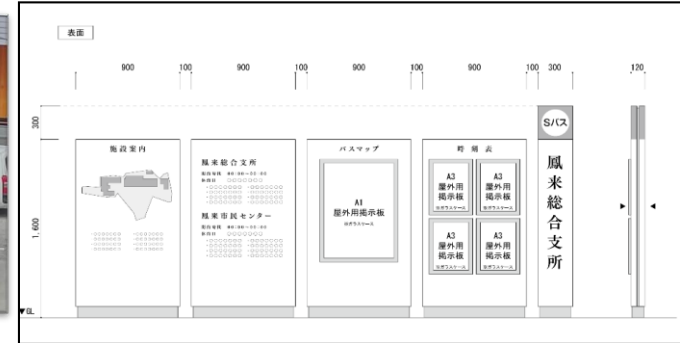 表面
900 100 900 100 900 100 900 100 300 120
300
1,600
▼GL
施設案内
鳳来総合支所
鳳来市民センター
バスマップ
A1
屋外用掲示板
時刻表
A3
屋外用
掲示板
A3
屋外用
掲示板
A3
屋外用
掲示板
A3
屋外用
掲示板
Sバス
鳳来総合支所